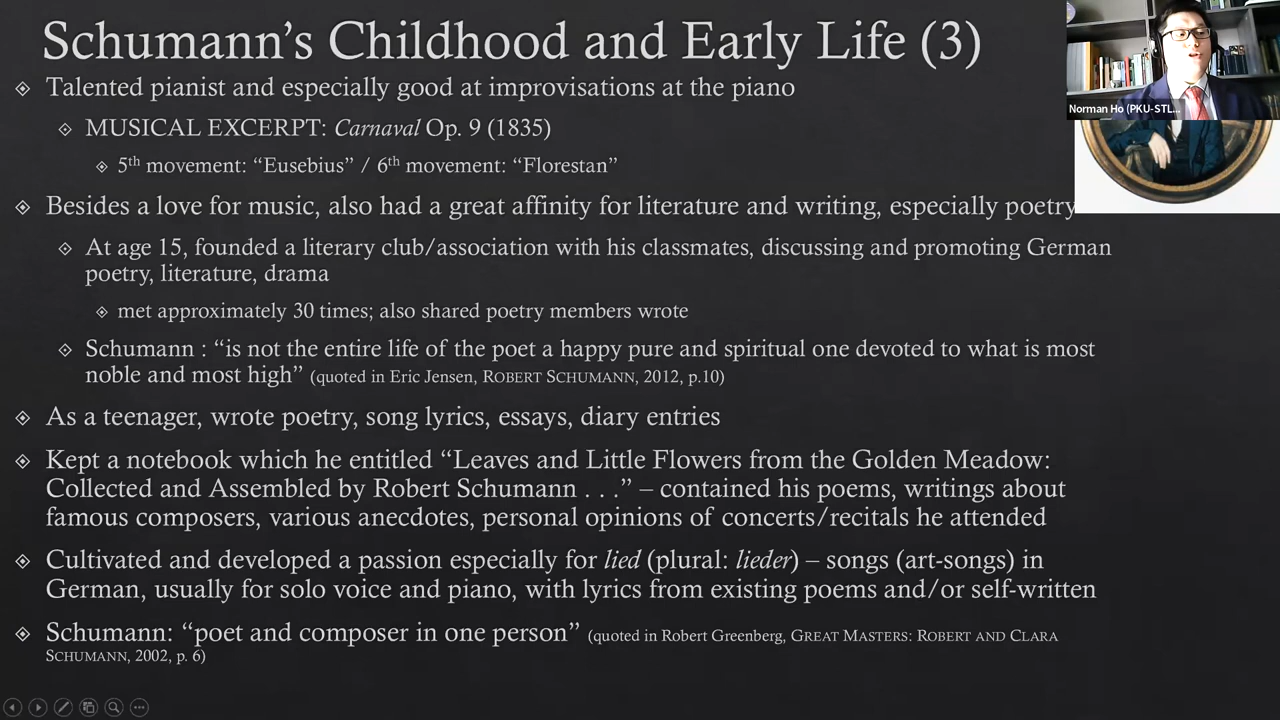 Schumann's Childhood and Early Life (3)
Talented pianist and especially good at improvisations at the piano
MUSICAL EXCERPT: Carnaval Op. 9 (1835)
5th movement: “Eusebius” / 6th movement: “Florestan”
Besides a love for music, also had a great affinity for literature and writing, especially poetry
At age 15, founded a literary club/association with his classmates, discussing and promoting German
poetry, literature, drama
met approximately 30 times; also shared poetry members wrote
Schumann : “is not the entire life of the poet a happy pure and spiritual one devoted to what is most
noble and most high” (quoted in Eric Jensen, ROBERT SCHUMANN, 2012, p.10)
As a teenager, wrote poetry, song lyrics, essays, diary entries
Kept a notebook which he entitled “Leaves and Little Flowers from the Golden Meadow:
Collected and Assembled by Robert Schumann . . .” – contained his poems, writings about
famous composers, various anecdotes, personal opinions of concerts/recitals he attended
Cultivated and developed a passion especially for lied (plural: lieder) – songs (art-songs) in
German, usually for solo voice and piano, with lyrics from existing poems and/or self-written
Schumann: “poet and composer in one person” (quoted in Robert Greenberg, GREAT MASTERS: ROBERT AND CLARA
SCHUMANN, 2002, p. 6)
Norman Ho (PKU-STL...